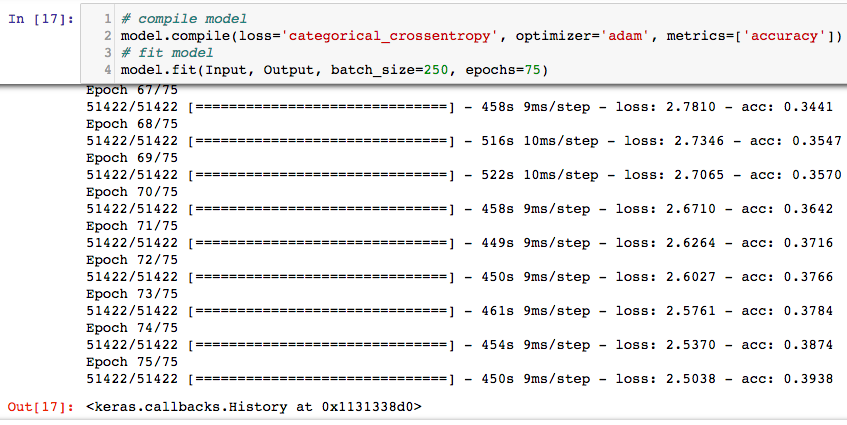 In [17]:
1 # compile model
2 model.compile(loss='categorical_crossentropy', optimizer='adam', metrics=['accuracy'])
3 # fit model
4 model.fit(Input, Output, batch_size=250, epochs=75)
Epoch 67/75
51422/51422 [==============================] - 458s 9ms/step - loss: 2.7810 - acc: 0.3441
Epoch 68/75
51422/51422 [==============================] - 516s 10ms/step - loss: 2.7346 - acc: 0.3547
Epoch 69/75
51422/51422 [==============================] - 522s 10ms/step - loss: 2.7065 - acc: 0.3570
Epoch 70/75
51422/51422 [==============================] - 458s 9ms/step - loss: 2.6710 - acc: 0.3642
Epoch 71/75
51422/51422 [==============================] - 449s 9ms/step - loss: 2.6264 - acc: 0.3716
Epoch 72/75
51422/51422 [==============================] - 450s 9ms/step - loss: 2.6027 - acc: 0.3766
Epoch 73/75
51422/51422 [==============================] - 461s 9ms/step - loss: 2.5761 - acc: 0.3784
Epoch 74/75
51422/51422 [==============================] - 454s 9ms/step - loss: 2.5370 - acc: 0.3874
Epoch 75/75
51422/51422 [==============================] - 450s 9ms/step - loss: 2.5038 - acc: 0.3938
Out[17]: <keras.callbacks.History at 0x1131338d0>